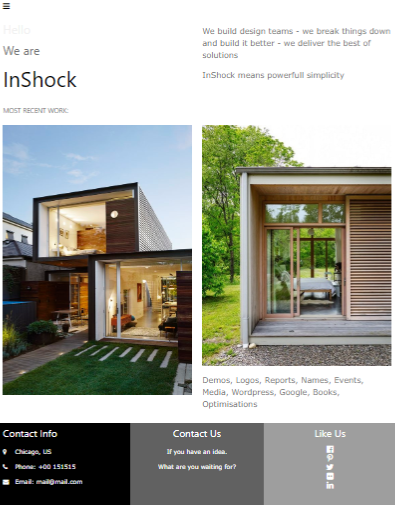 Hello
We are
InShock
MOST RECENT WORK:
We build design teams - we break things down
and build it better - we deliver the best of
solutions
InShock means powerfull simplicity
Demos, Logos, Reports, Names, Events,
Media, Wordpress, Google, Books,
Optimisations
Contact Info
Chicago, US
Phone: +00 151515
Email: mail@mail.com
Contact Us
If you have an idea.
What are you waiting for?
Like Us